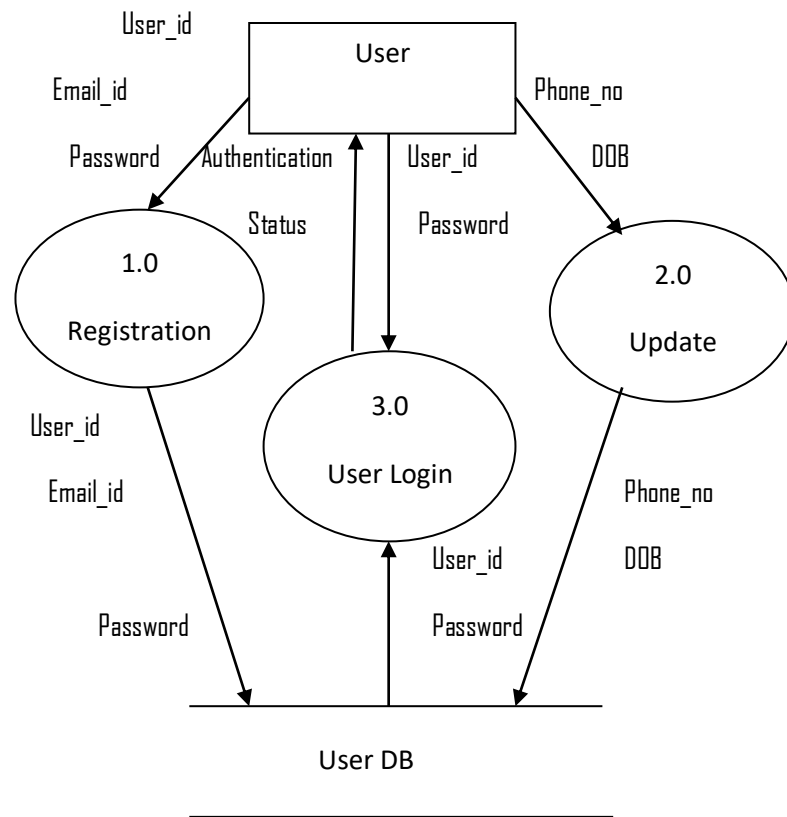 User_id
User
Email_id
Phone_no
Password
Authentication
User_id
DOB
Status
Password
1.0
Registration
2.0
Update
3.0
User Login
User_id
Email_id
Phone_no
User_id
DOB
Password
Password
User DB